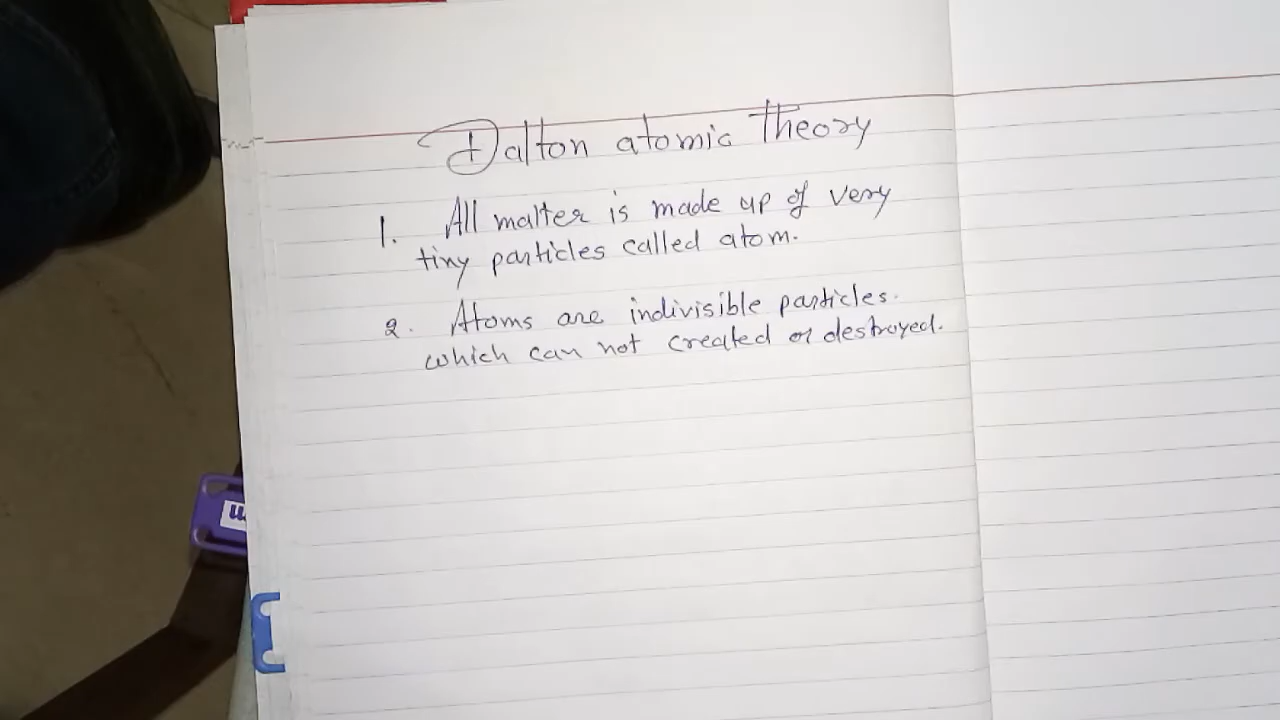 Dalton atomic theory
1. All malter is made up of very
tiny particles called atom.
2. Atoms are indivisible particles.
which can not created or destroyed.